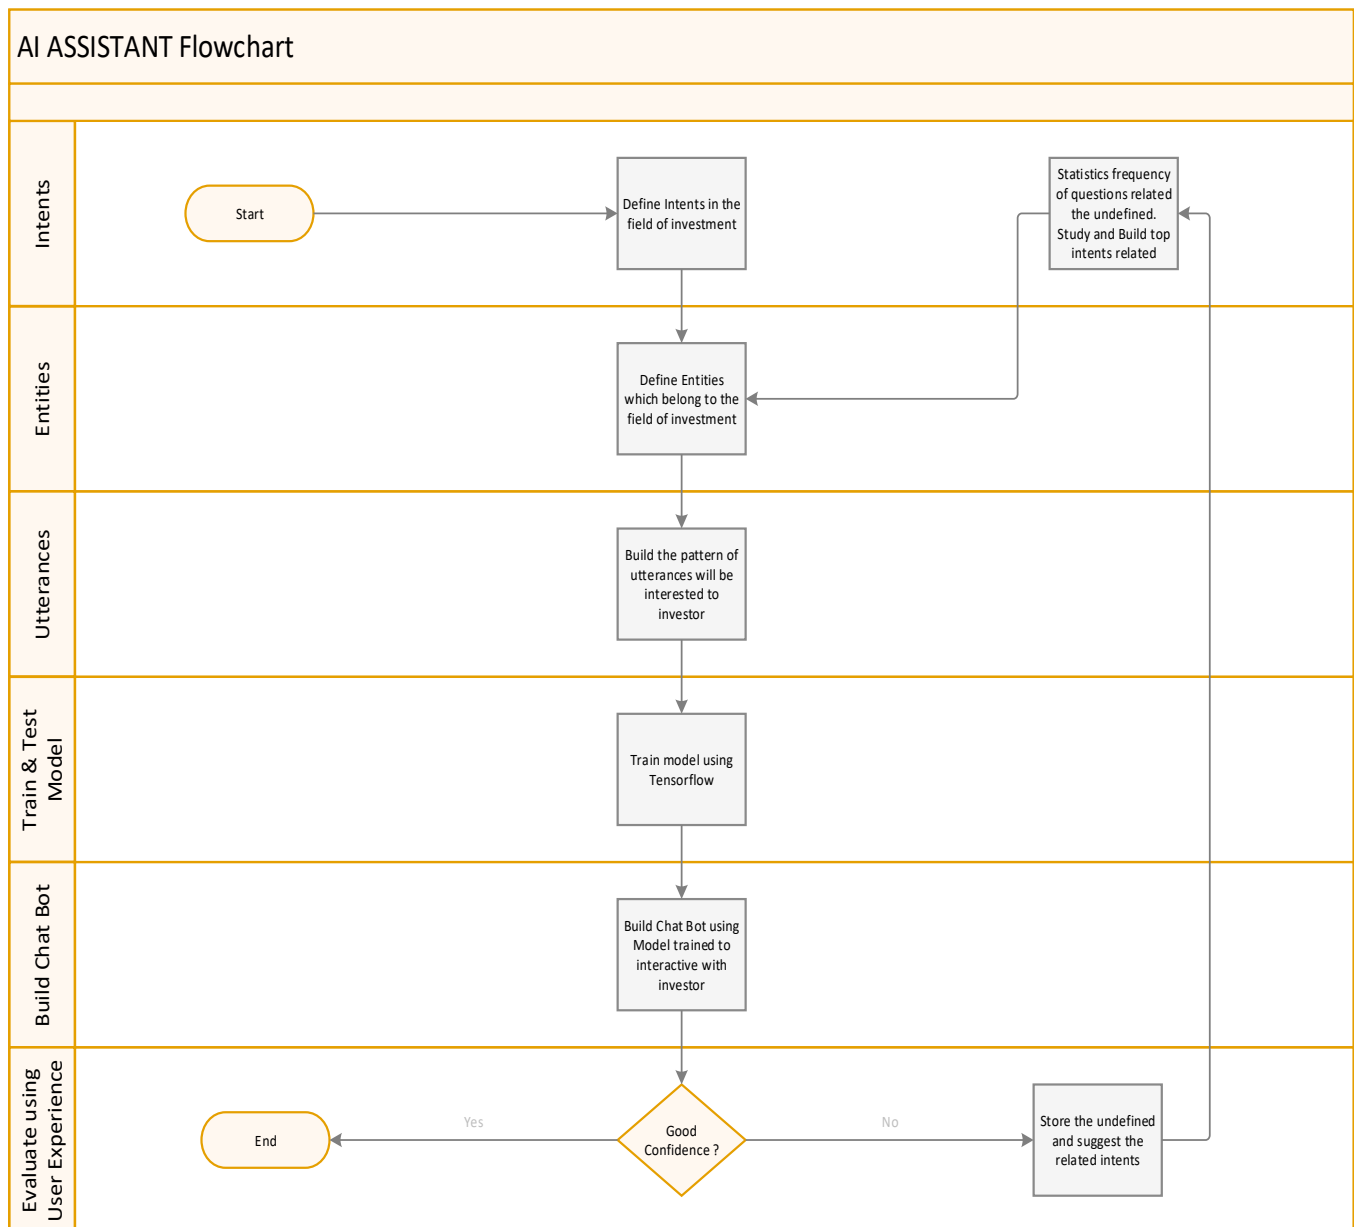 AI ASSISTANT Flowchart
Intents
Start
Define Intents in the
field of investment
Statistics frequency
of questions related
the undefined.
Study and Build top
intents related
Entities
Define Entities
which belong to the
field of investment
Utterances
Build the pattern of
utterances will be
interested to
investor
Train & Test
Model
Train model using
Tensorflow
Build Chat Bot
Build Chat Bot using
Model trained to
interactive with
investor
Evaluate using
User Experience
End
Yes
Good
Confidence ?
No
Store the undefined
and suggest the
related intents